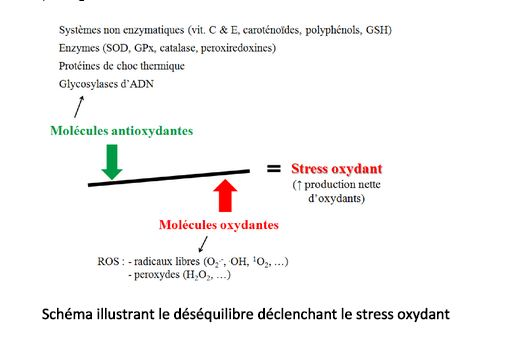 Systèmes non enzymatiques (vit. C & E, caroténoïdes, polyphénols, GSH)
Enzymes (SOD, GPx, catalase, peroxiredoxines)
Protéines de choc thermique
Glycosylases d'ADN
Molécules antioxydantes
= Stress oxydant
(↑ production nette
d'oxydants)
Molécules oxydantes
ROS : - radicaux libres (O₂·⁻, ·OH, ¹O₂, …)
- peroxydes (H₂O₂, …)
Schéma illustrant le déséquilibre déclenchant le stress oxydant